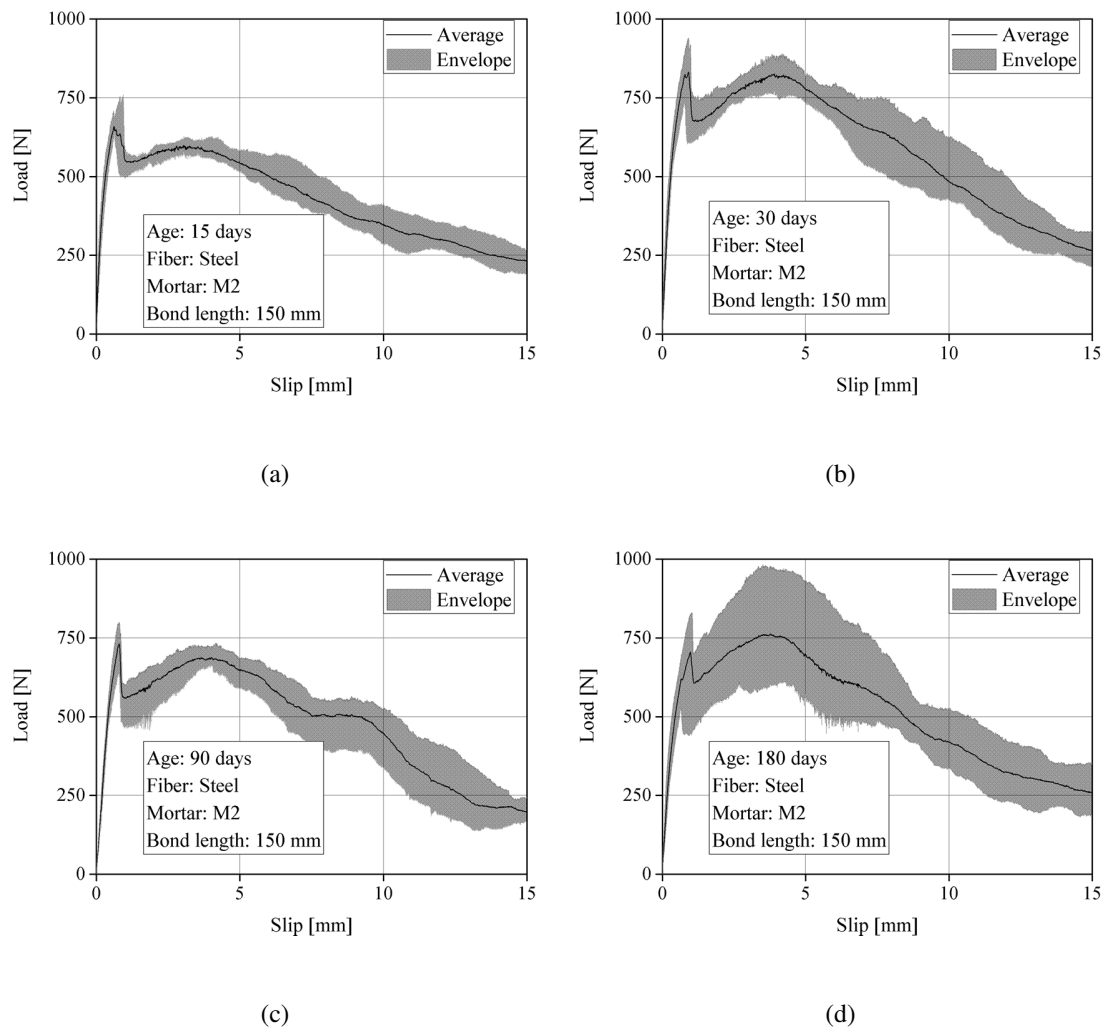 1000
750
500
250
0
Load [N]
Average
Envelope
Age: 15 days
Fiber: Steel
Mortar: M2
Bond length: 150 mm
0 5 10 15
Slip [mm]
(a)
1000
750
500
250
0
Load [N]
Average
Envelope
Age: 30 days
Fiber: Steel
Mortar: M2
Bond length: 150 mm
0 5 10 15
Slip [mm]
(b)
1000
750
500
250
0
Load [N]
Average
Envelope
Age: 90 days
Fiber: Steel
Mortar: M2
Bond length: 150 mm
0 5 10 15
Slip [mm]
(c)
1000
750
500
250
0
Load [N]
Average
Envelope
Age: 180 days
Fiber: Steel
Mortar: M2
Bond length: 150 mm
0 5 10 15
Slip [mm]
(d)